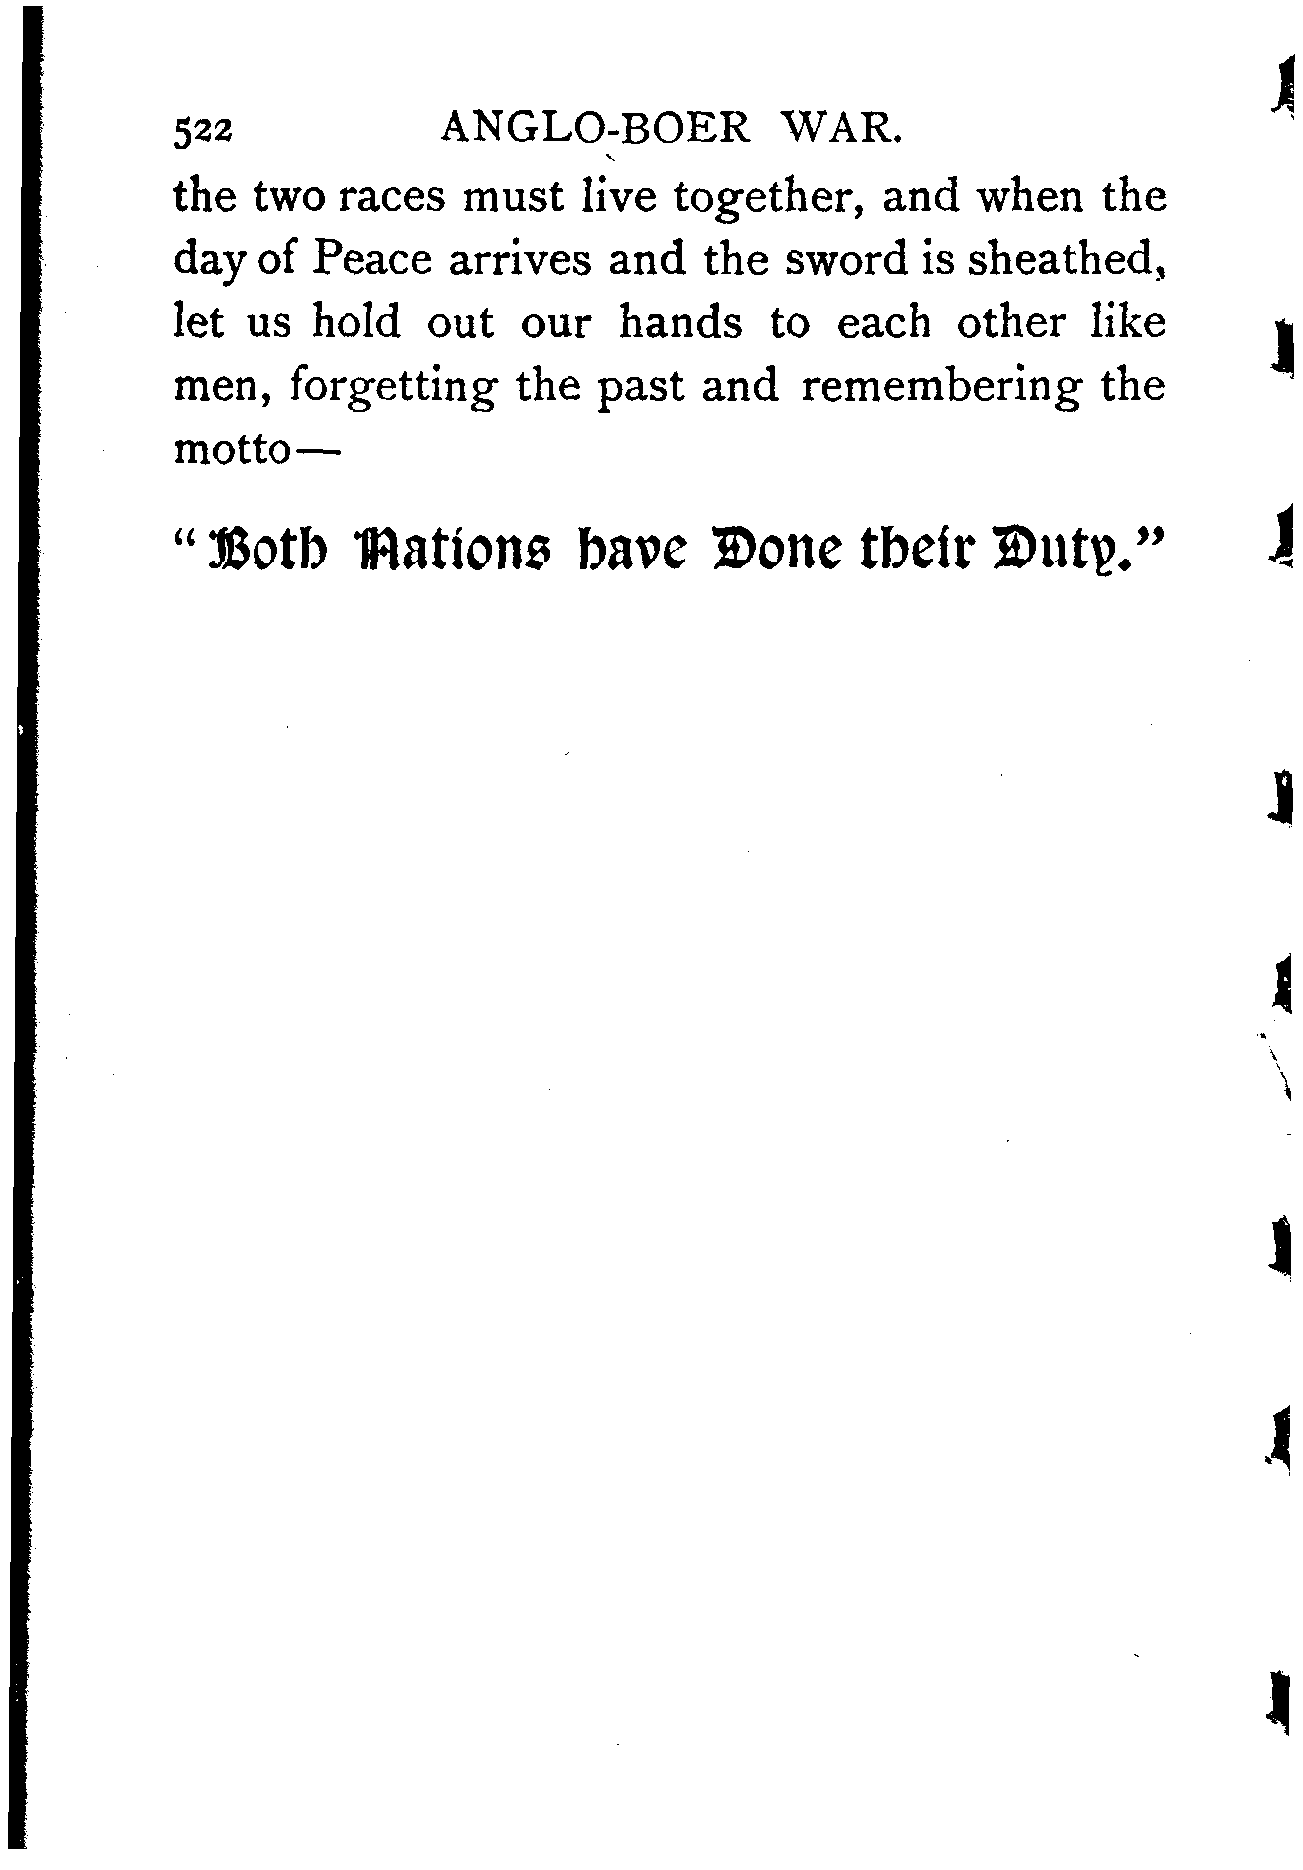 522 ANGLO-BOER WAR.
the two races must live together, and when the
day of Peace arrives and the sword is sheathed,
let us hold out our hands to each other like
men, forgetting the past and remembering the
motto—
“Both Nations have Done their Duty.”